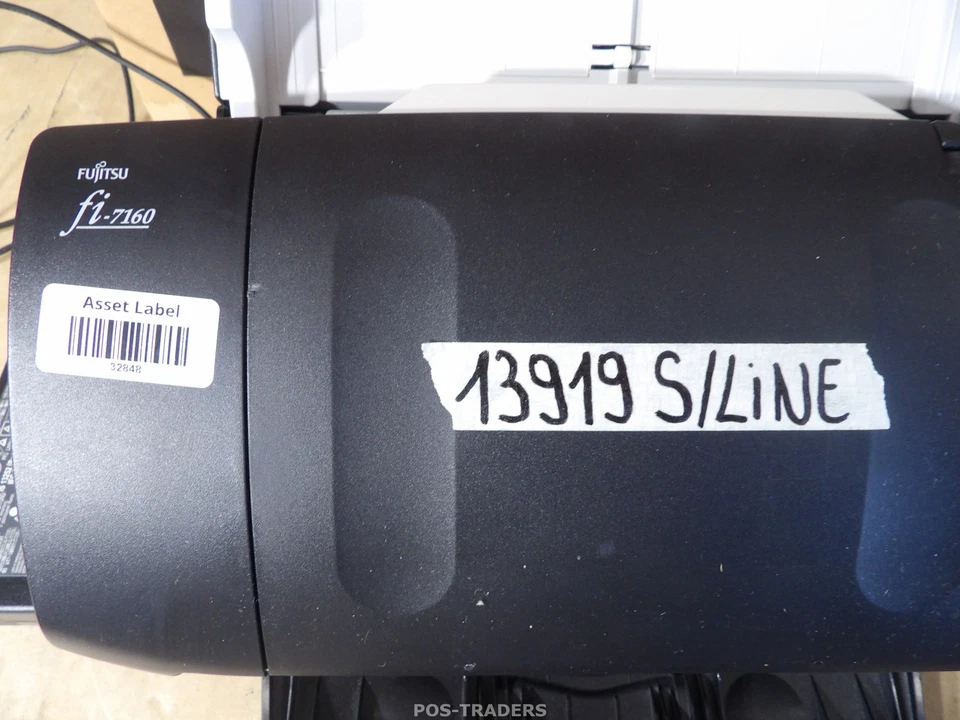 FUJITSU
fi-7160
Asset Label
32848
13919 S/LiNE
POS-TRADERS